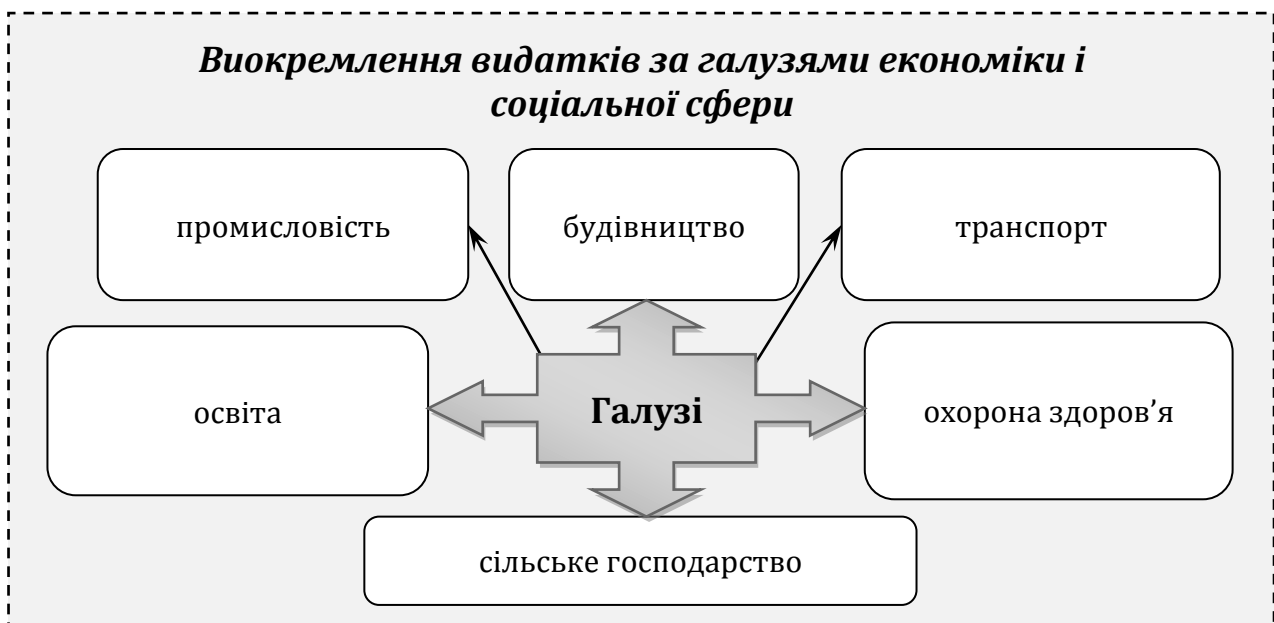 Виокремлення видатків за галузями економіки і
соціальної сфери
промисловість
будівництво
транспорт
освіта
Галузі
охорона здоров’я
сільське господарство